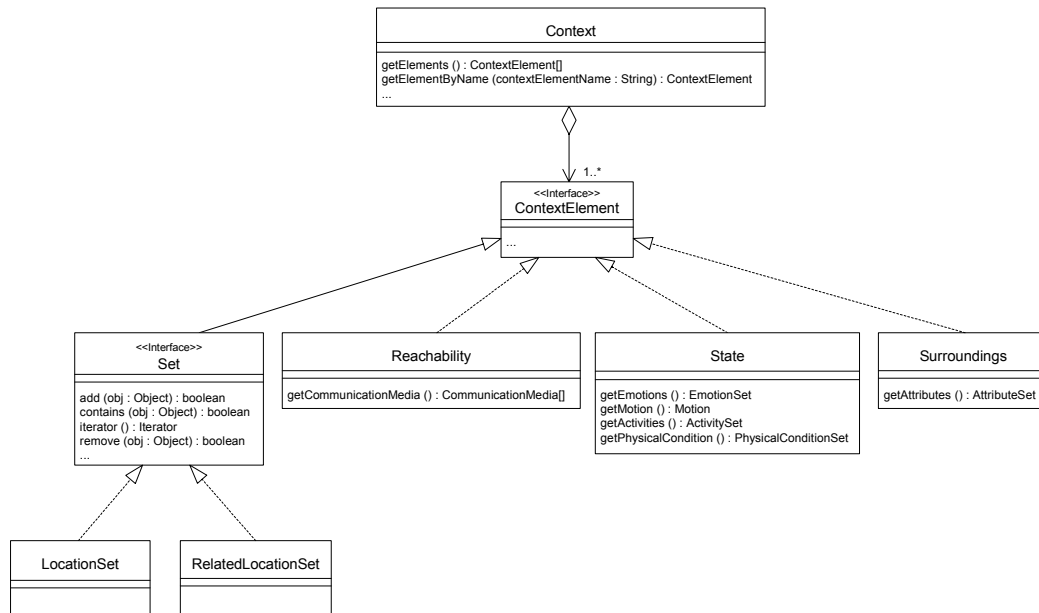 Context
getElements () : ContextElement[]
getElementByName (contextElementName : String) : ContextElement
...
1..*
<<Interface>>
ContextElement
...
<<Interface>>
Set
add (obj : Object) : boolean
contains (obj : Object) : boolean
iterator () : Iterator
remove (obj : Object) : boolean
...
Reachability
getCommunicationMedia () : CommunicationMedia[]
State
getEmotions () : EmotionSet
getMotion () : Motion
getActivities () : ActivitySet
getPhysicalCondition () : PhysicalConditionSet
Surroundings
getAttributes () : AttributeSet
LocationSet
RelatedLocationSet